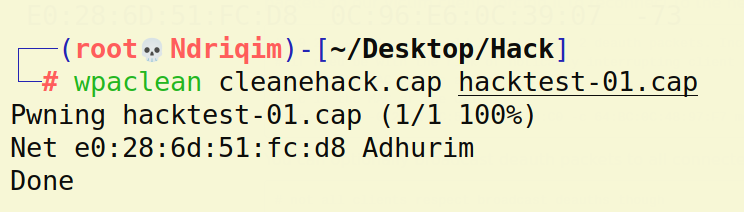 ┌──(root💀Ndriqim)-[~/Desktop/Hack]
└─# wpaclean cleanehack.cap hacktest-01.cap
Pwning hacktest-01.cap (1/1 100%)
Net e0:28:6d:51:fc:d8 Adhurim
Done